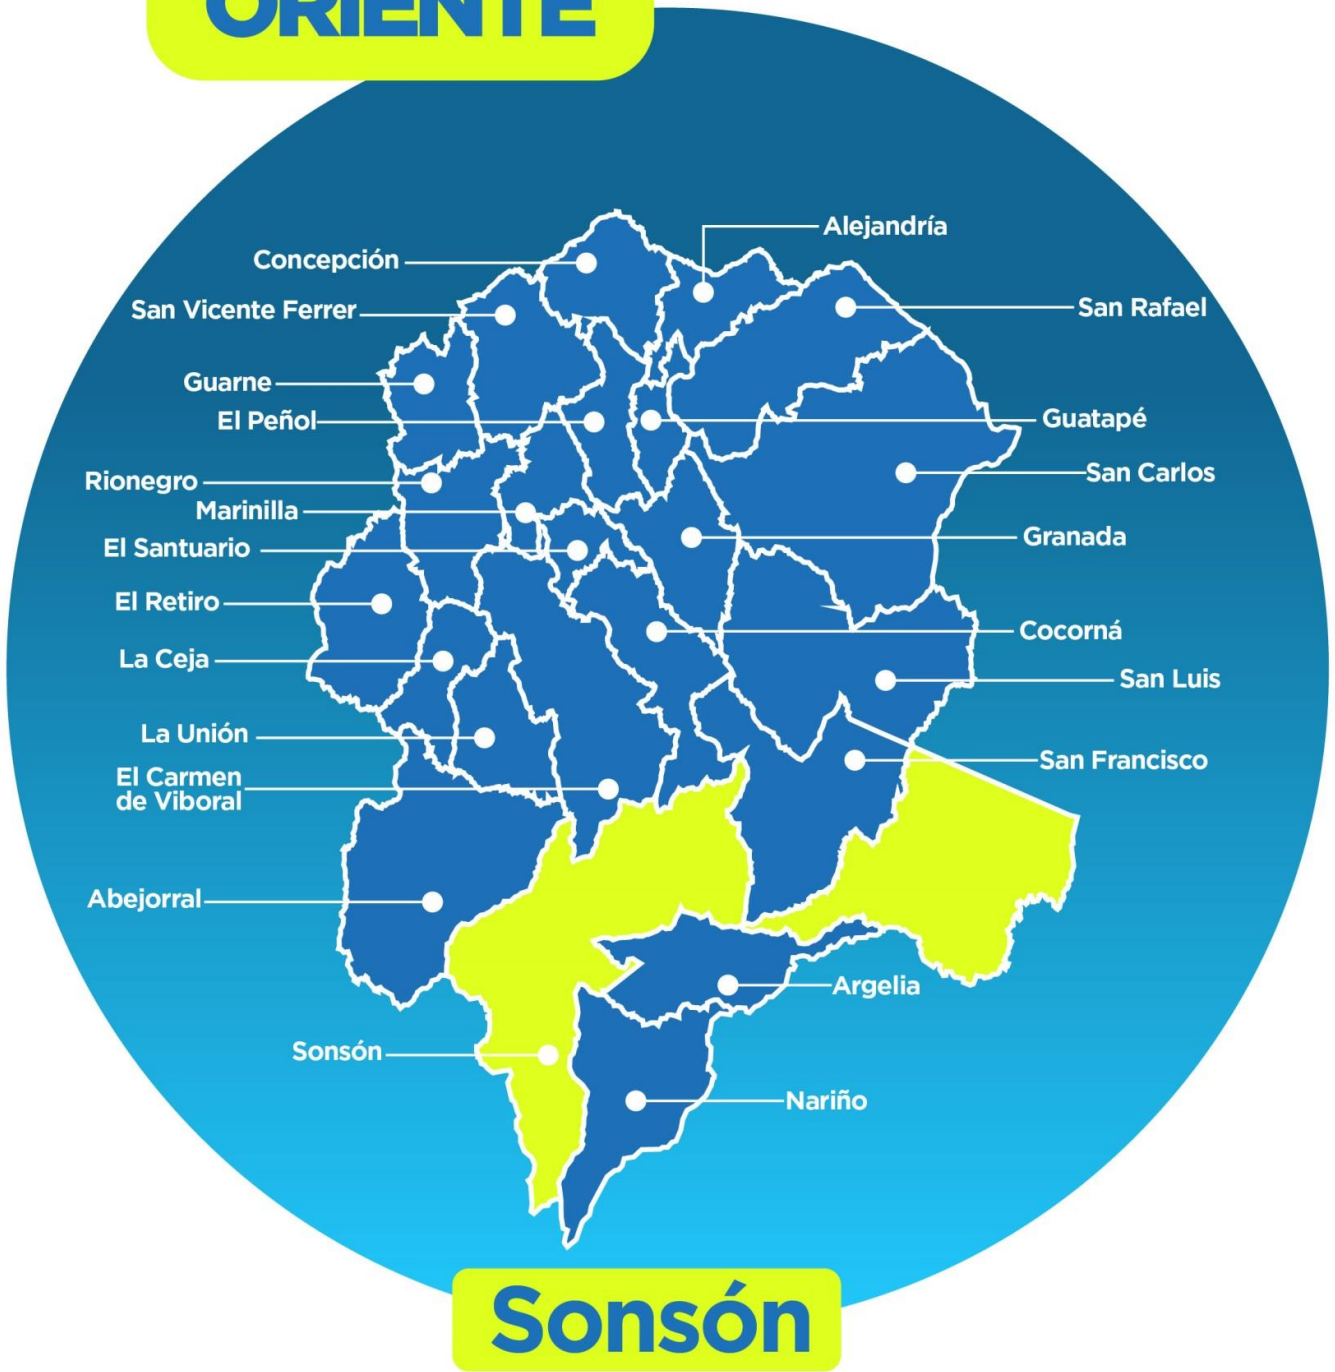 ORIENTE
Alejandría
Concepción
San Vicente Ferrer
San Rafael
Guarne
El Peñol
Guatapé
Rionegro
San Carlos
Marinilla
El Santuario
Granada
El Retiro
Cocorná
La Ceja
San Luis
La Unión
San Francisco
El Carmen
de Viboral
Abejorral
Argelia
Sonsón
Nariño
Sonsón